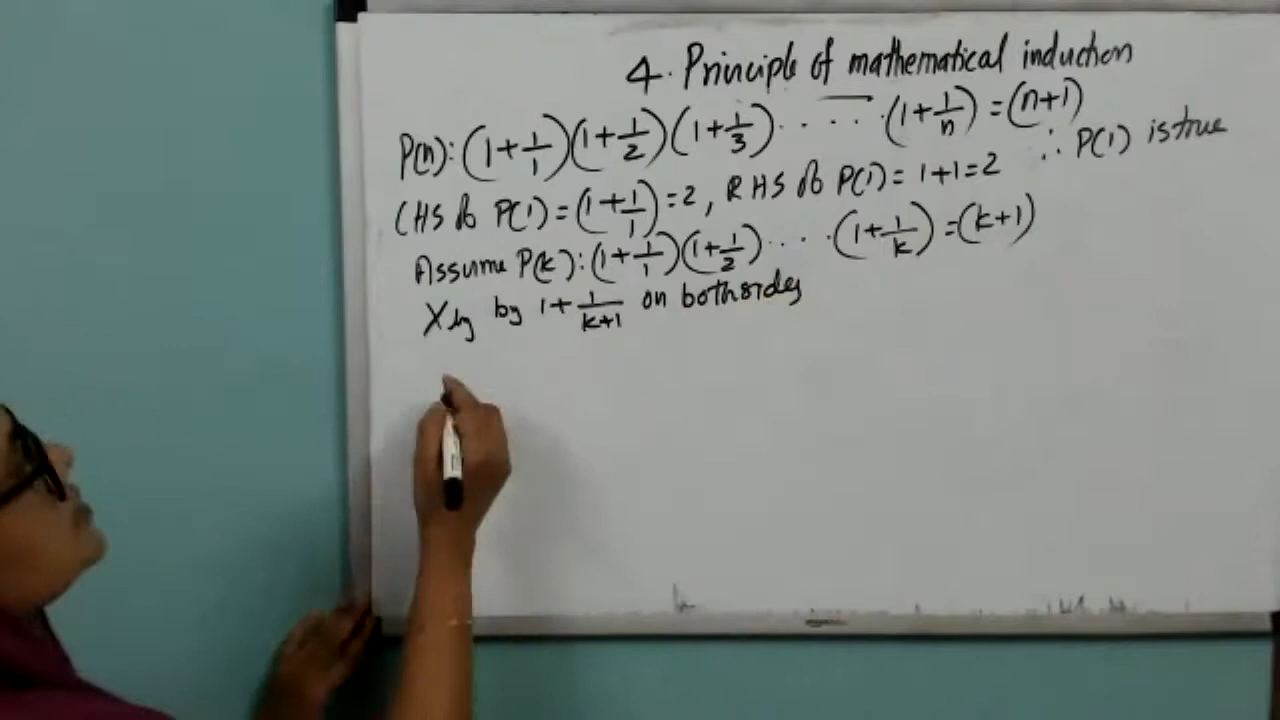 4. Principle of mathematical induction
P(n): (1+1/1)(1+1/2)(1+1/3). . . . . .(1+1/n) = (n+1)
LHS of P(1) = (1+1/1) = 2, RHS of P(1) = 1+1=2 ∴ P(1) is true
Assume P(k): (1+1/1)(1+1/2). . . .(1+1/k) = (k+1)
Xly by 1+1/k+1 on both sides